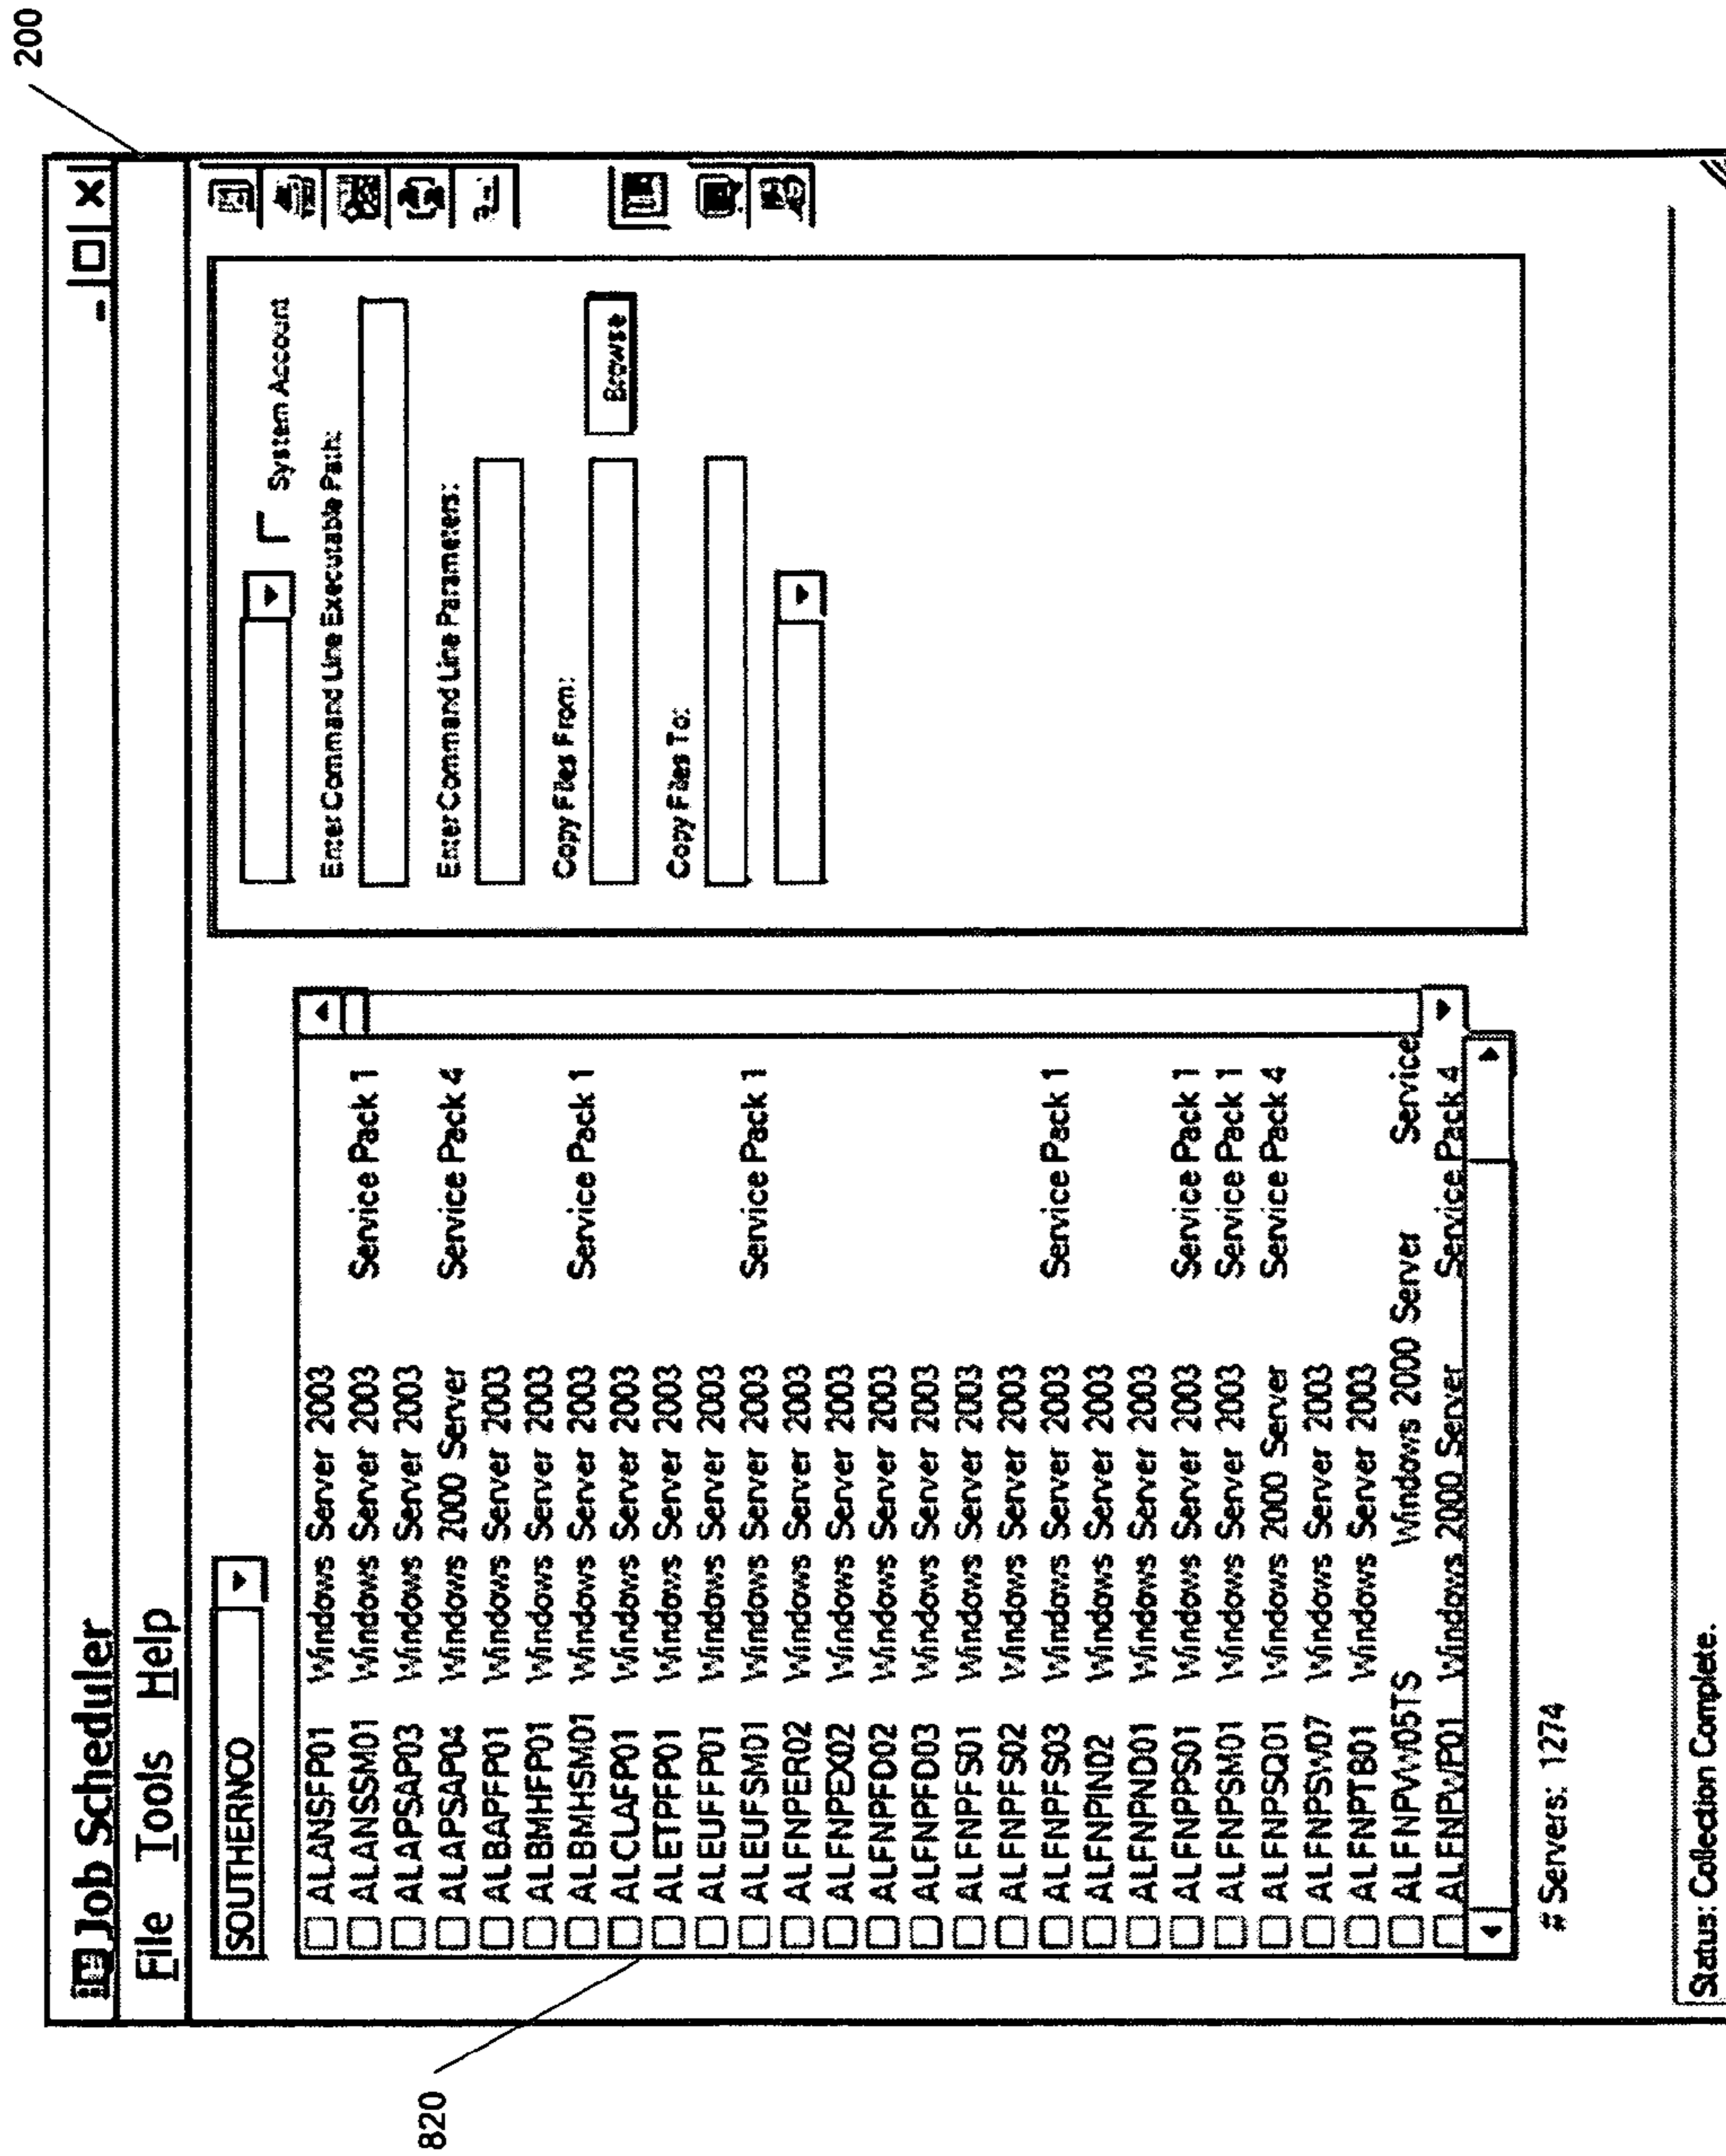 200
Job Scheduler
File Tools Help
SOUTHERNCO
System Account
Enter Command Line Executable Path:
Enter Command Line Parameters:
Copy Files From:
Browse
Copy Files To:
ALANSFP01 Windows Server 2003
ALANSSM01 Windows Server 2003 Service Pack 1
ALAPSAP03 Windows Server 2003
ALAPSAP04 Windows 2000 Server Service Pack 4
ALBAPFP01 Windows Server 2003
ALBMHFP01 Windows Server 2003
ALBMHSM01 Windows Server 2003 Service Pack 1
ALCLAFP01 Windows Server 2003
ALETPFP01 Windows Server 2003
ALEUFFP01 Windows Server 2003
ALEUFSM01 Windows Server 2003 Service Pack 1
ALFNPER02 Windows Server 2003
ALFNPEX02 Windows Server 2003
ALFNPFD02 Windows Server 2003
ALFNPFD03 Windows Server 2003
ALFNPFS01 Windows Server 2003
ALFNPFS02 Windows Server 2003
ALFNPFS03 Windows Server 2003 Service Pack 1
ALFNPIN02 Windows Server 2003
ALFNPND01 Windows Server 2003
ALFNPPS01 Windows Server 2003 Service Pack 1
ALFNPSM01 Windows Server 2003 Service Pack 1
ALFNPSQ01 Windows 2000 Server Service Pack 4
ALFNPSW07 Windows Server 2003
ALFNPTB01 Windows Server 2003
ALFNPVW05TS Windows 2000 Server Service
ALFNPWP01 Windows 2000 Server Service Pack 4
# Servers: 1274
Status: Collection Complete.
820